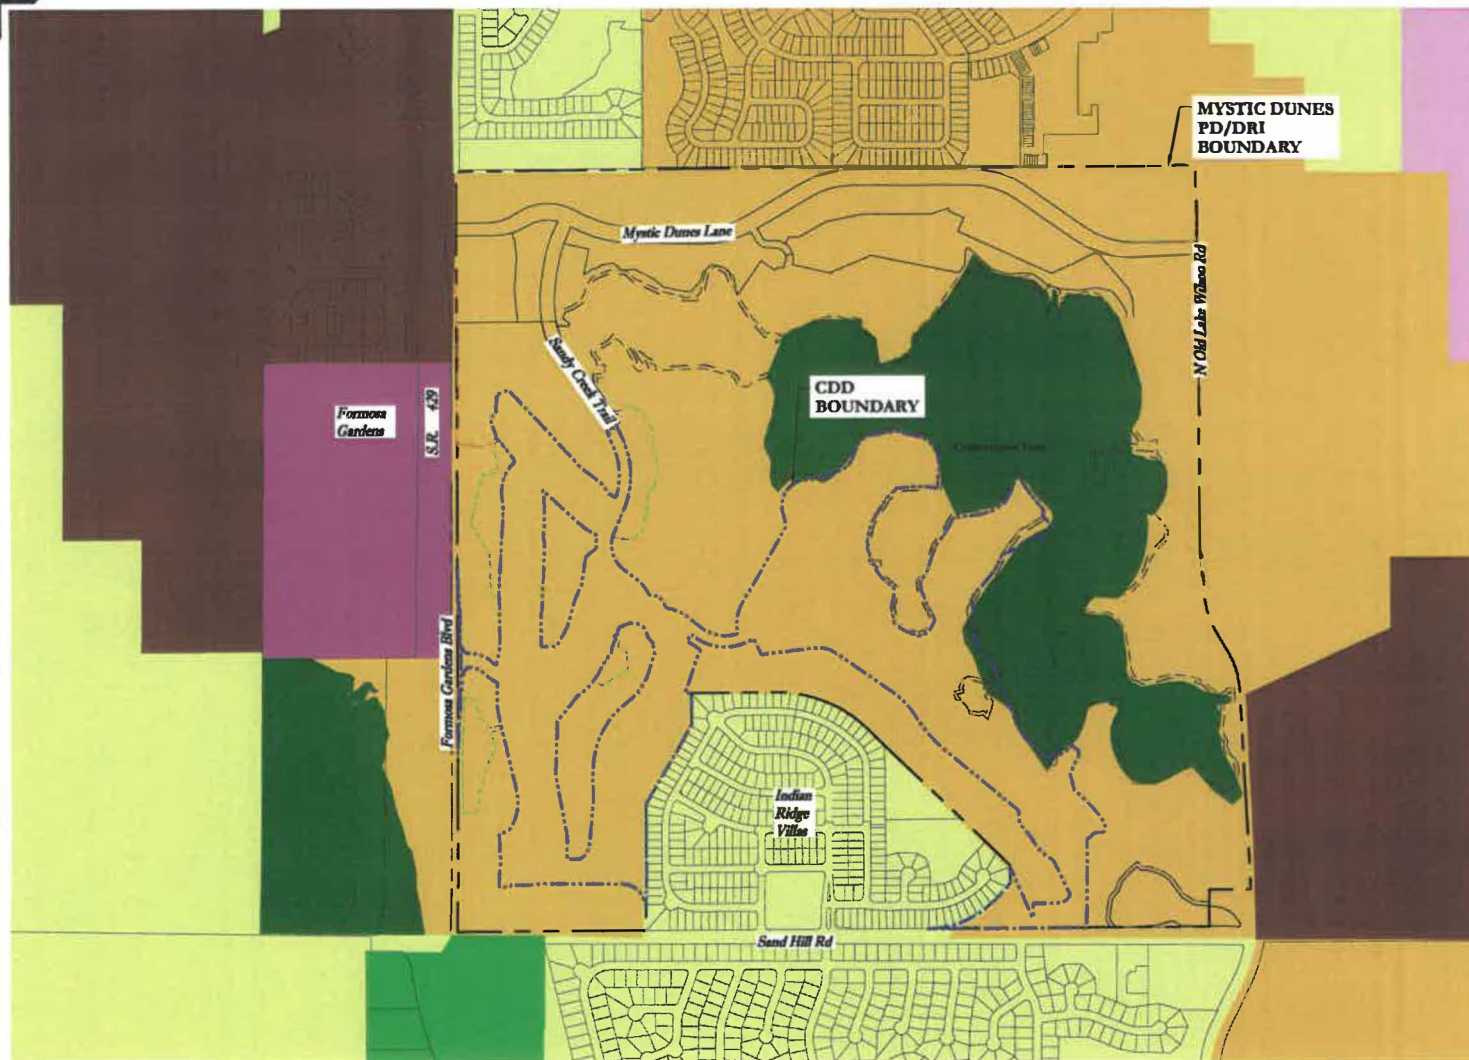 MYSTIC DUNES
PD/DRI
BOUNDARY
Mystic Dunes Lane
N Old Lake Wilson Rd
Sandy Creek Trail
CDD
BOUNDARY
Formosa
Gardens
S.R. 429
Formosa Gardens Blvd
Indian
Ridge
Villas
Sand Hill Rd